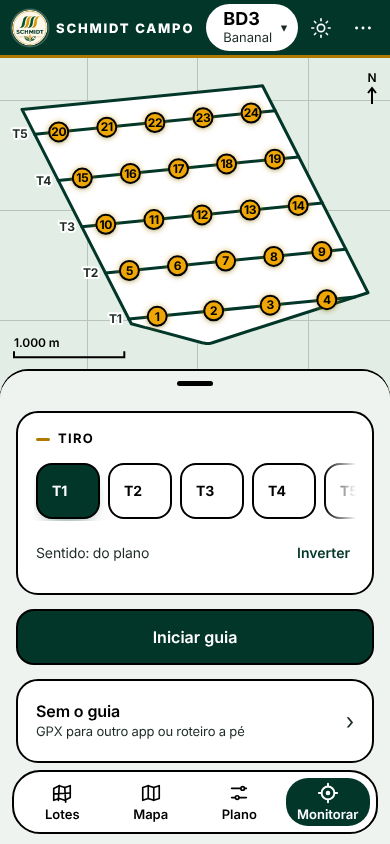 SCHMIDT
SCHMIDT CAMPO
BD3
Bananal
N
T5
20 21 22 23 24
T4
15 16 17 18 19
T3
10 11 12 13 14
T2
5 6 7 8 9
T1
1 2 3 4
1.000 m
TIRO
T1 T2 T3 T4 T5
Sentido: do plano
Inverter
Iniciar guia
Sem o guia
GPX para outro app ou roteiro a pé
Lotes Mapa Plano Monitorar